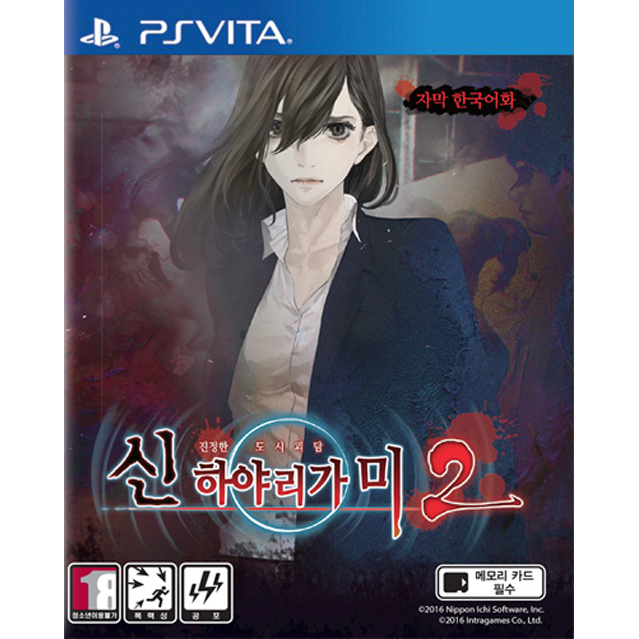 PSVITA
자막 한국어화
진정한 도시괴담
신 하야리가미 2
18
청소년이용불가
폭력성
공포
메모리 카드
필수
©2016 Nippon Ichi Software, Inc.
©2016 Intragames Co., Ltd.